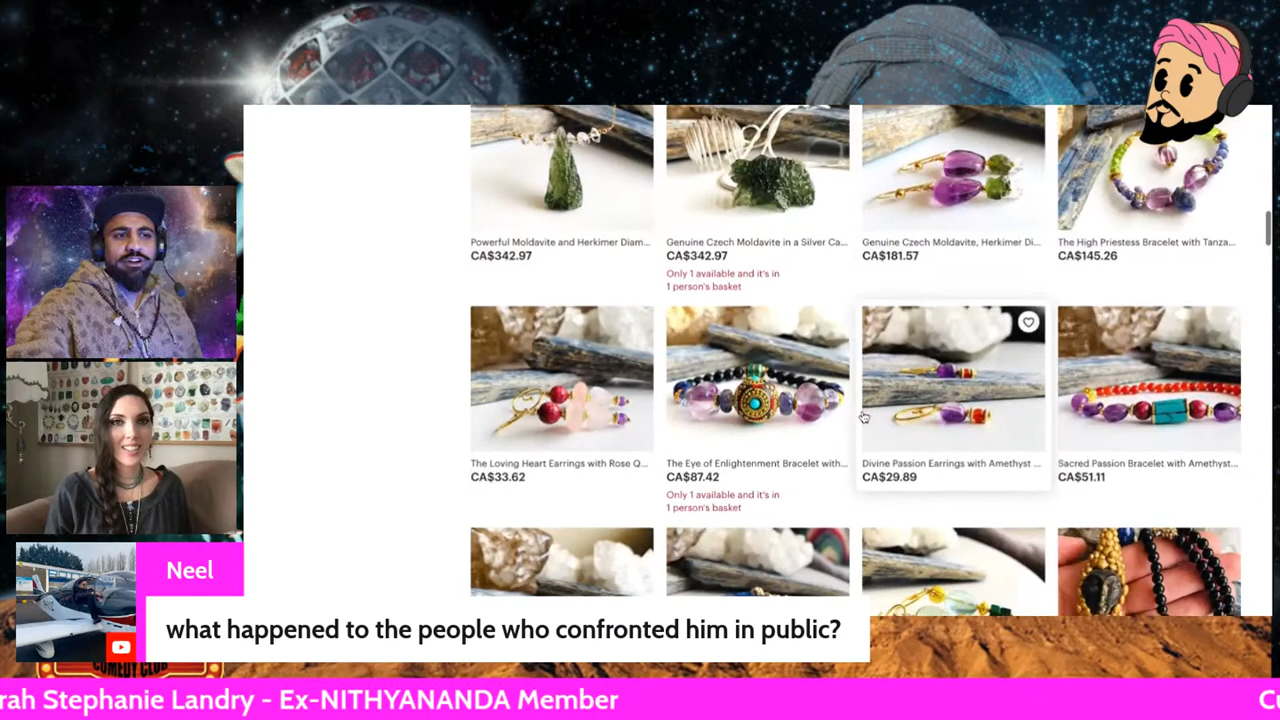 Powerful Moldavite and Herkimer Diam...
CA$342.97
Genuine Czech Moldavite in a Silver Ca...
CA$342.97
Only 1 available and it's in
1 person's basket
Genuine Czech Moldavite, Herkimer Di...
CA$181.57
The High Priestess Bracelet with Tanza...
CA$145.26
The Loving Heart Earrings with Rose Q...
CA$33.62
The Eye of Enlightenment Bracelet with...
CA$87.42
Only 1 available and it's in
1 person's basket
Divine Passion Earrings with Amethyst ...
CA$29.89
Sacred Passion Bracelet with Amethyst...
CA$51.11
Neel
what happened to the people who confronted him in public?
COMEDY CLUB
rah Stephanie Landry - Ex-NITHYANANDA Member